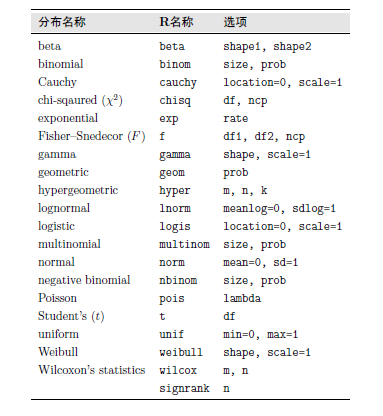 分布名称 R名称 选项
beta beta shape1, shape2
binomial binom size, prob
Cauchy cauchy location=0, scale=1
chi-sqaured (χ²) chisq df, ncp
exponential exp rate
Fisher–Snedecor (F) f df1, df2, ncp
gamma gamma shape, scale=1
geometric geom prob
hypergeometric hyper m, n, k
lognormal lnorm meanlog=0, sdlog=1
logistic logis location=0, scale=1
multinomial multinom size, prob
normal norm mean=0, sd=1
negative binomial nbinom size, prob
Poisson pois lambda
Student's (t) t df
uniform unif min=0, max=1
Weibull weibull shape, scale=1
Wilcoxon's statistics wilcox m, n
signrank n